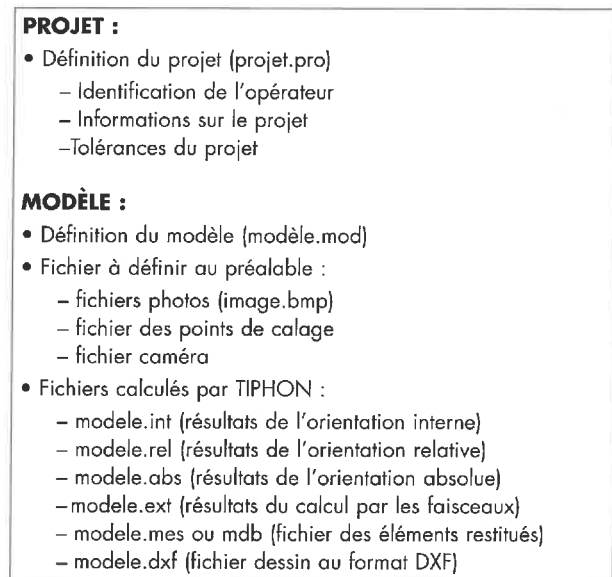 PROJET :
• Définition du projet (projet.pro)
– Identification de l'opérateur
– Informations sur le projet
–Tolérances du projet
MODÈLE :
• Définition du modèle (modèle.mod)
• Fichier à définir au préalable :
– fichiers photos (image.bmp)
– fichier des points de calage
– fichier caméra
• Fichiers calculés par TIPHON :
– modele.int (résultats de l'orientation interne)
– modele.rel (résultats de l'orientation relative)
– modele.abs (résultats de l'orientation absolue)
–modele.ext (résultats du calcul par les faisceaux)
– modele.mes ou mdb (fichier des éléments restitués)
– modele.dxf (fichier dessin au format DXF)